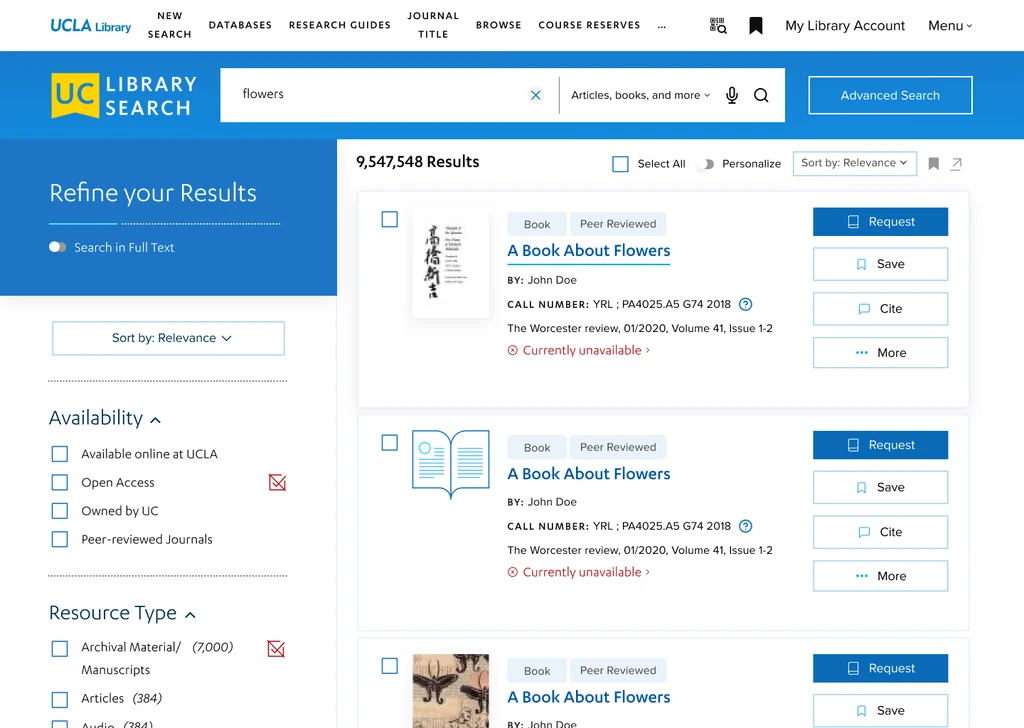 UCLA Library
NEW SEARCH
DATABASES
RESEARCH GUIDES
JOURNAL TITLE
BROWSE
COURSE RESERVES
...
My Library Account
Menu
UC LIBRARY SEARCH
flowers
Articles, books, and more
Advanced Search
Refine your Results
Search in Full Text
Sort by: Relevance
Availability
Available online at UCLA
Open Access
Owned by UC
Peer-reviewed Journals
Resource Type
Archival Material/ (7,000)
Manuscripts
Articles (384)
Audio (384)
9,547,548 Results
Select All
Personalize
Sort by: Relevance
高橋新吉
Book
Peer Reviewed
A Book About Flowers
BY: John Doe
CALL NUMBER: YRL ; PA4025.A5 G74 2018
The Worcester review, 01/2020, Volume 41, Issue 1-2
Currently unavailable
Request
Save
Cite
More
Book
Peer Reviewed
A Book About Flowers
BY: John Doe
CALL NUMBER: YRL ; PA4025.A5 G74 2018
The Worcester review, 01/2020, Volume 41, Issue 1-2
Currently unavailable
Request
Save
Cite
More
Book
Peer Reviewed
A Book About Flowers
BY: John Doe
Request
Save